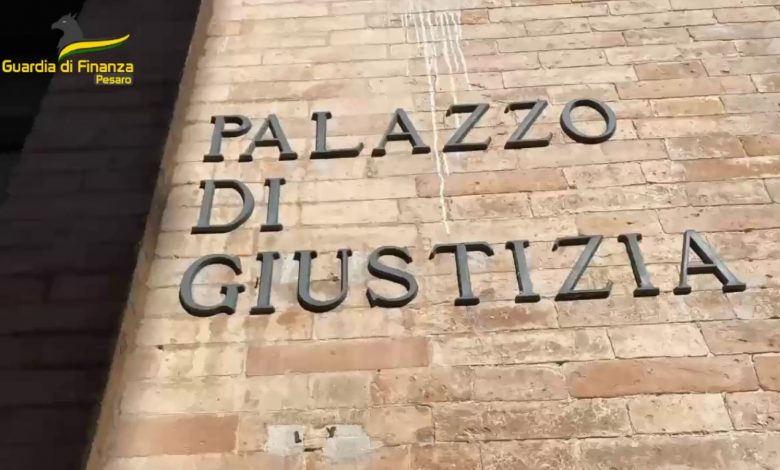 Guardia di Finanza
Pesaro
PALAZZO
DI
GIUSTIZIA